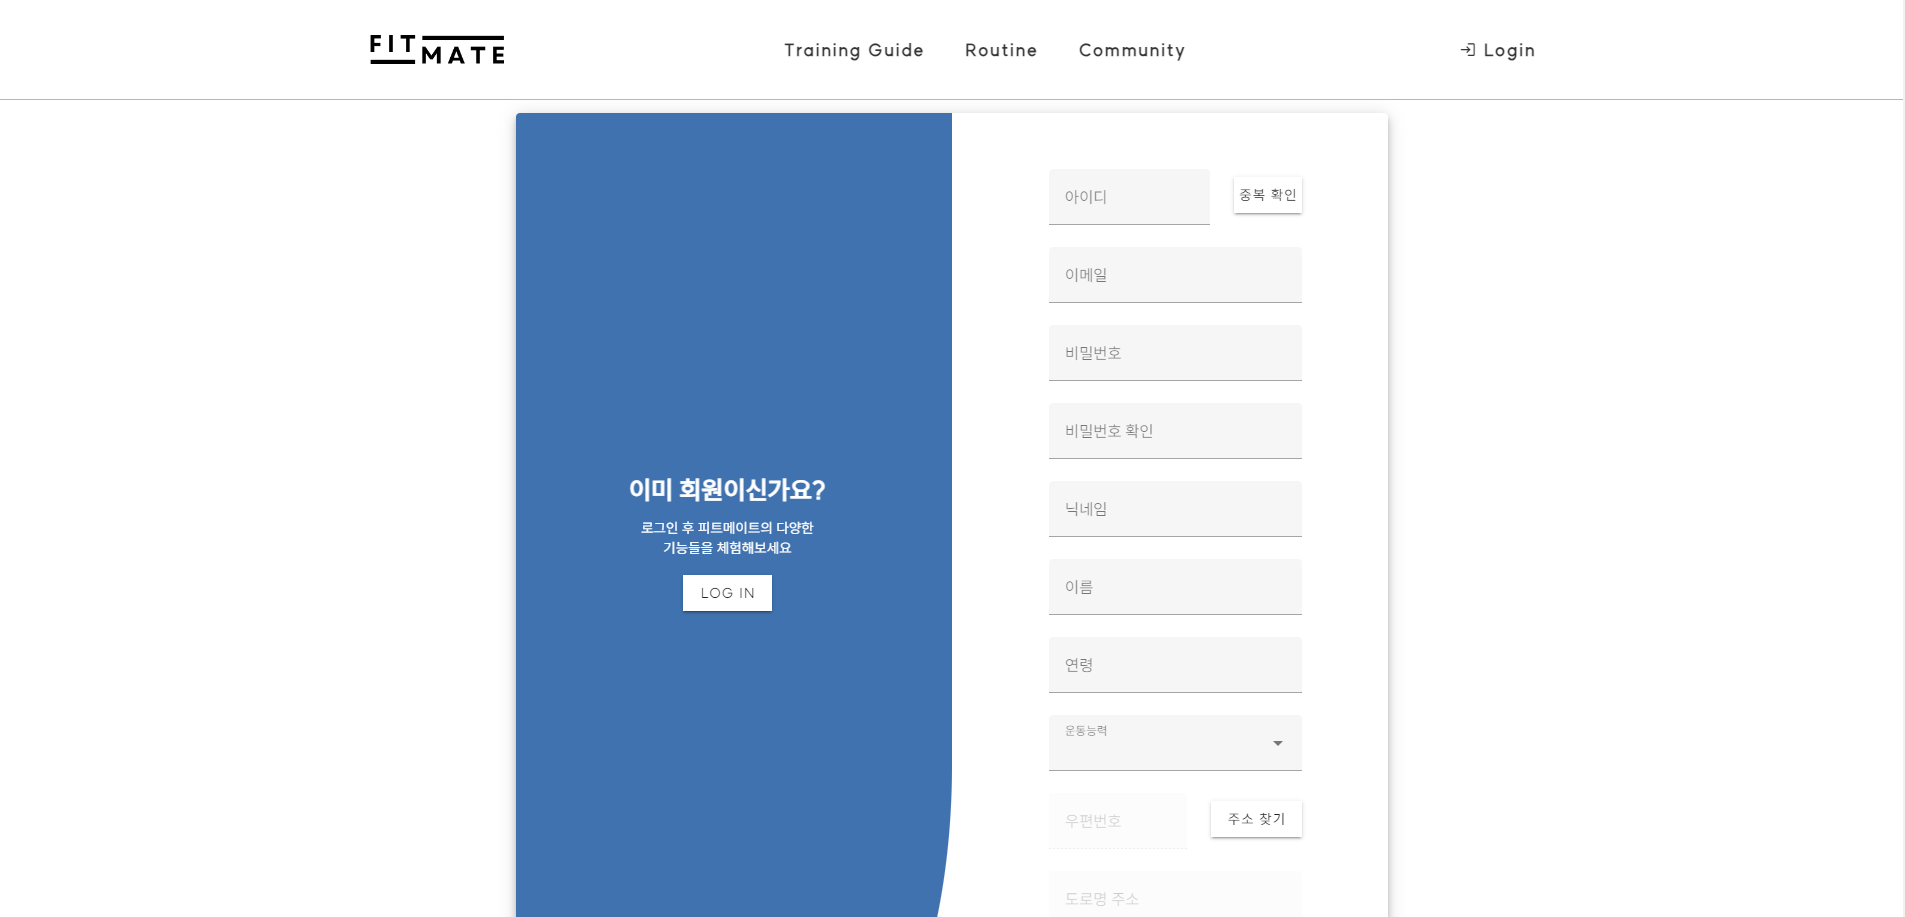 FIT MATE
Training Guide
Routine
Community
Login
이미 회원이신가요?
로그인 후 피트메이트의 다양한
기능들을 체험해보세요
LOG IN
아이디
중복 확인
이메일
비밀번호
비밀번호 확인
닉네임
이름
연령
운동능력
우편번호
주소 찾기
도로명 주소